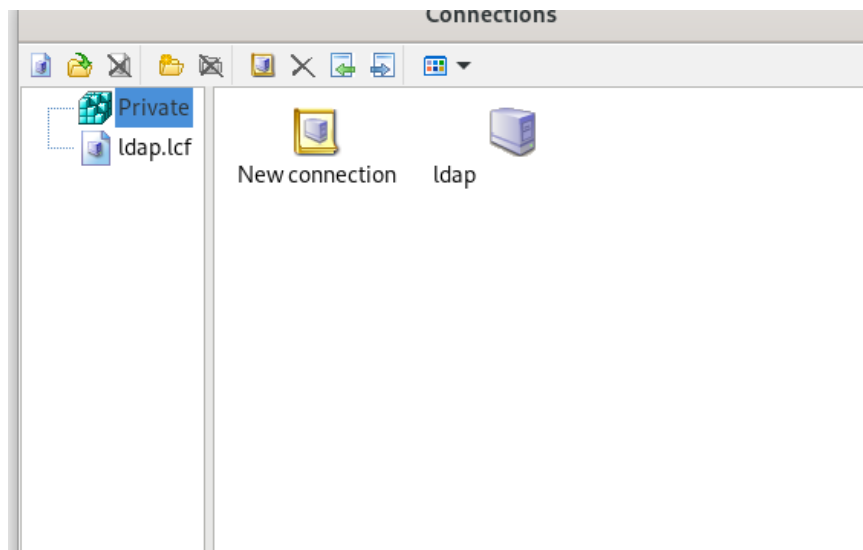 Connections
Private
ldap.lcf
New connection
ldap